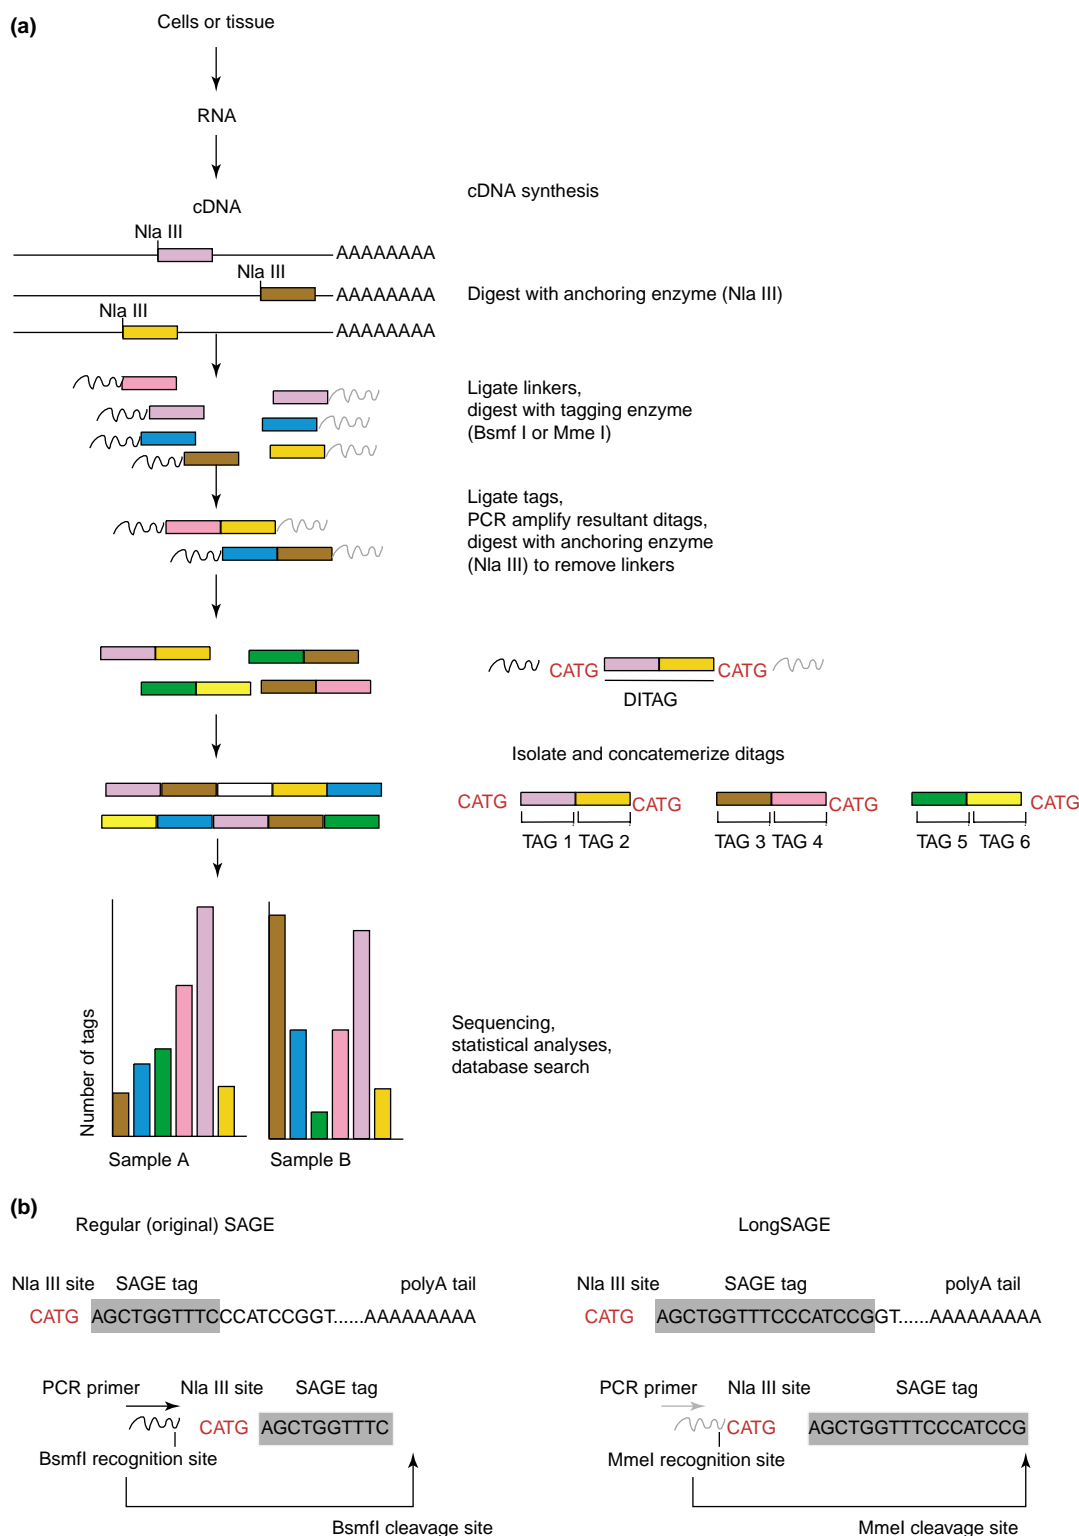 (a)
Cells or tissue
RNA
cDNA
cDNA synthesis
Nla III
AAAAAAAA
Nla III
AAAAAAAA
Digest with anchoring enzyme (Nla III)
Nla III
AAAAAAAA
Ligate linkers,
digest with tagging enzyme
(Bsmf I or Mme I)
Ligate tags,
PCR amplify resultant ditags,
digest with anchoring enzyme
(Nla III) to remove linkers
CATG CATG
DITAG
Isolate and concatemerize ditags
CATG CATG CATG CATG
TAG 1 TAG 2 TAG 3 TAG 4 TAG 5 TAG 6
Number of tags
Sample A Sample B
Sequencing,
statistical analyses,
database search
(b)
Regular (original) SAGE
Nla III site SAGE tag polyA tail
CATG AGCTGGTTTCCCATCCGGT......AAAAAAAAA
PCR primer Nla III site SAGE tag
CATG AGCTGGTTTC
BsmfI recognition site
BsmfI cleavage site
LongSAGE
Nla III site SAGE tag polyA tail
CATG AGCTGGTTTCCCATCCGGT......AAAAAAAAA
PCR primer Nla III site SAGE tag
CATG AGCTGGTTTCCCATCCG
MmeI recognition site
MmeI cleavage site